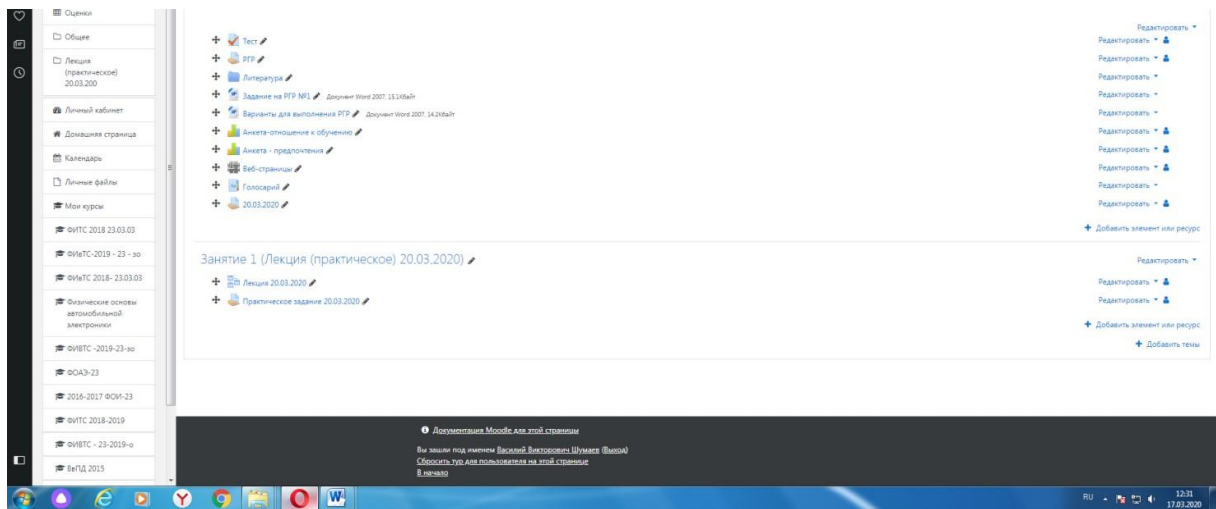 Оценки
Общее
Лекция
(практическое)
20.03.200
Личный кабинет
Домашняя страница
Календарь
Личные файлы
Мои курсы
ФИТС 2018 23.03.03
ФИвТС-2019 - 23 - зо
ФИвТС 2018- 23.03.03
Физические основы
автомобильной
электроники
ФИВТС -2019-23-зо
ФОАЭ-23
2016-2017 ФОИ-23
ФИТС 2018-2019
ФИВТС - 23-2019-о
ВвПД 2015
Редактировать
Тест Редактировать
РГР Редактировать
Литература Редактировать
Задание на РГР №1 Документ Word 2007, 15.1Кбайт Редактировать
Варианты для выполнения РГР Документ Word 2007, 14.2Кбайт Редактировать
Анкета-отношение к обучению Редактировать
Анкета - предпочтения Редактировать
Веб-страницы Редактировать
Голосарий Редактировать
20.03.2020 Редактировать
Добавить элемент или ресурс
Занятие 1 (Лекция (практическое) 20.03.2020) Редактировать
Лекция 20.03.2020 Редактировать
Практическое задание 20.03.2020 Редактировать
Добавить элемент или ресурс
Добавить темы
Документация Moodle для этой страницы
Вы зашли под именем Василий Викторович Шумаев (Выход)
Сбросить тур для пользователя на этой странице
В начало
RU 12:31
17.03.2020